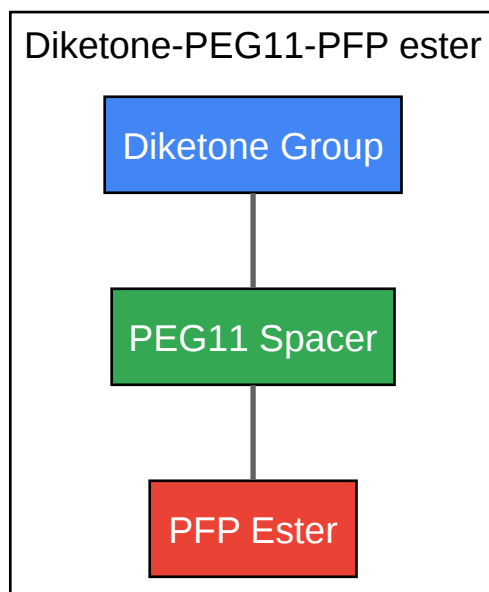 Diketone-PEG11-PFP ester
Diketone Group
PEG11 Spacer
PFP Ester